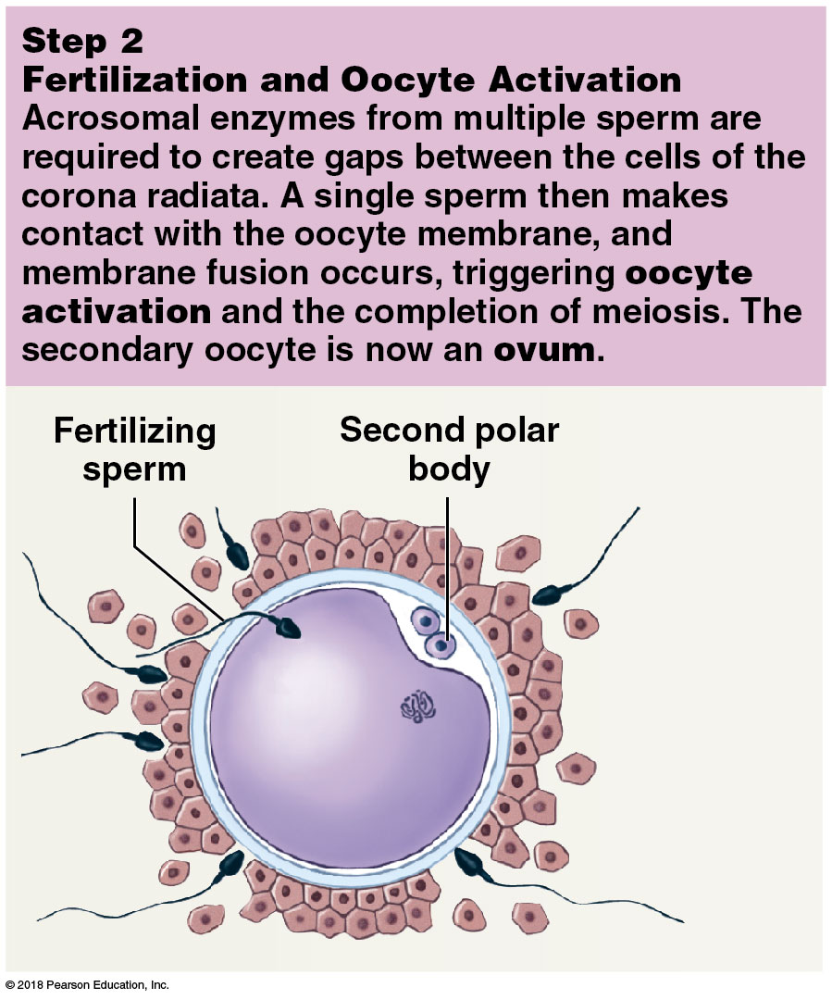 Step 2
Fertilization and Oocyte Activation
Acrosomal enzymes from multiple sperm are
required to create gaps between the cells of the
corona radiata. A single sperm then makes
contact with the oocyte membrane, and
membrane fusion occurs, triggering oocyte
activation and the completion of meiosis. The
secondary oocyte is now an ovum.
Fertilizing
sperm
Second polar
body
© 2018 Pearson Education, Inc.